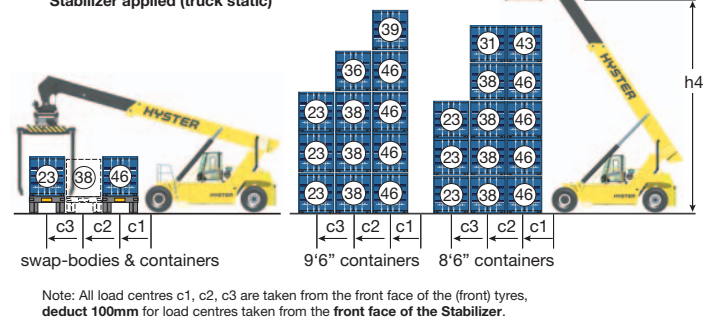 Stabilizer applied (truck static)
39
31 43
36 46
38 46
h4
HYSTER
HYSTER
23 38 46
23 38 46
23 38 46
23 38 46
23 38 46
23 38 46
23 38 46
HYSTER
HYSTER
c3 c2 c1
c3 c2 c1
c3 c2 c1
swap-bodies & containers
9‘6” containers
8‘6” containers
Note: All load centres c1, c2, c3 are taken from the front face of the (front) tyres,
deduct 100mm for load centres taken from the front face of the Stabilizer.